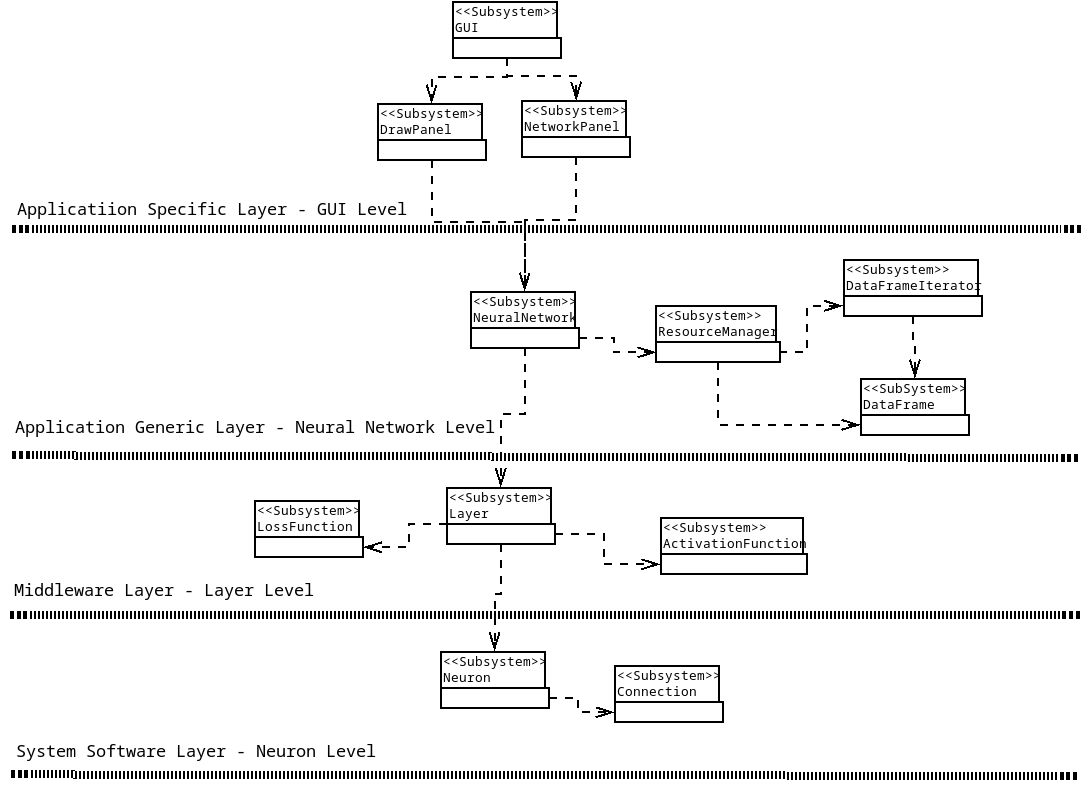 <<Subsystem>>
GUI
<<Subsystem>>
DrawPanel
<<Subsystem>>
NetworkPanel
Applicatiion Specific Layer - GUI Level
<<Subsystem>>
DataFrameIterator
<<Subsystem>>
NeuralNetwork
<<Subsystem>>
ResourceManager
<<SubSystem>>
DataFrame
Application Generic Layer - Neural Network Level
<<Subsystem>>
Layer
<<Subsystem>>
LossFunction
<<Subsystem>>
ActivationFunction
Middleware Layer - Layer Level
<<Subsystem>>
Neuron
<<Subsystem>>
Connection
System Software Layer - Neuron Level